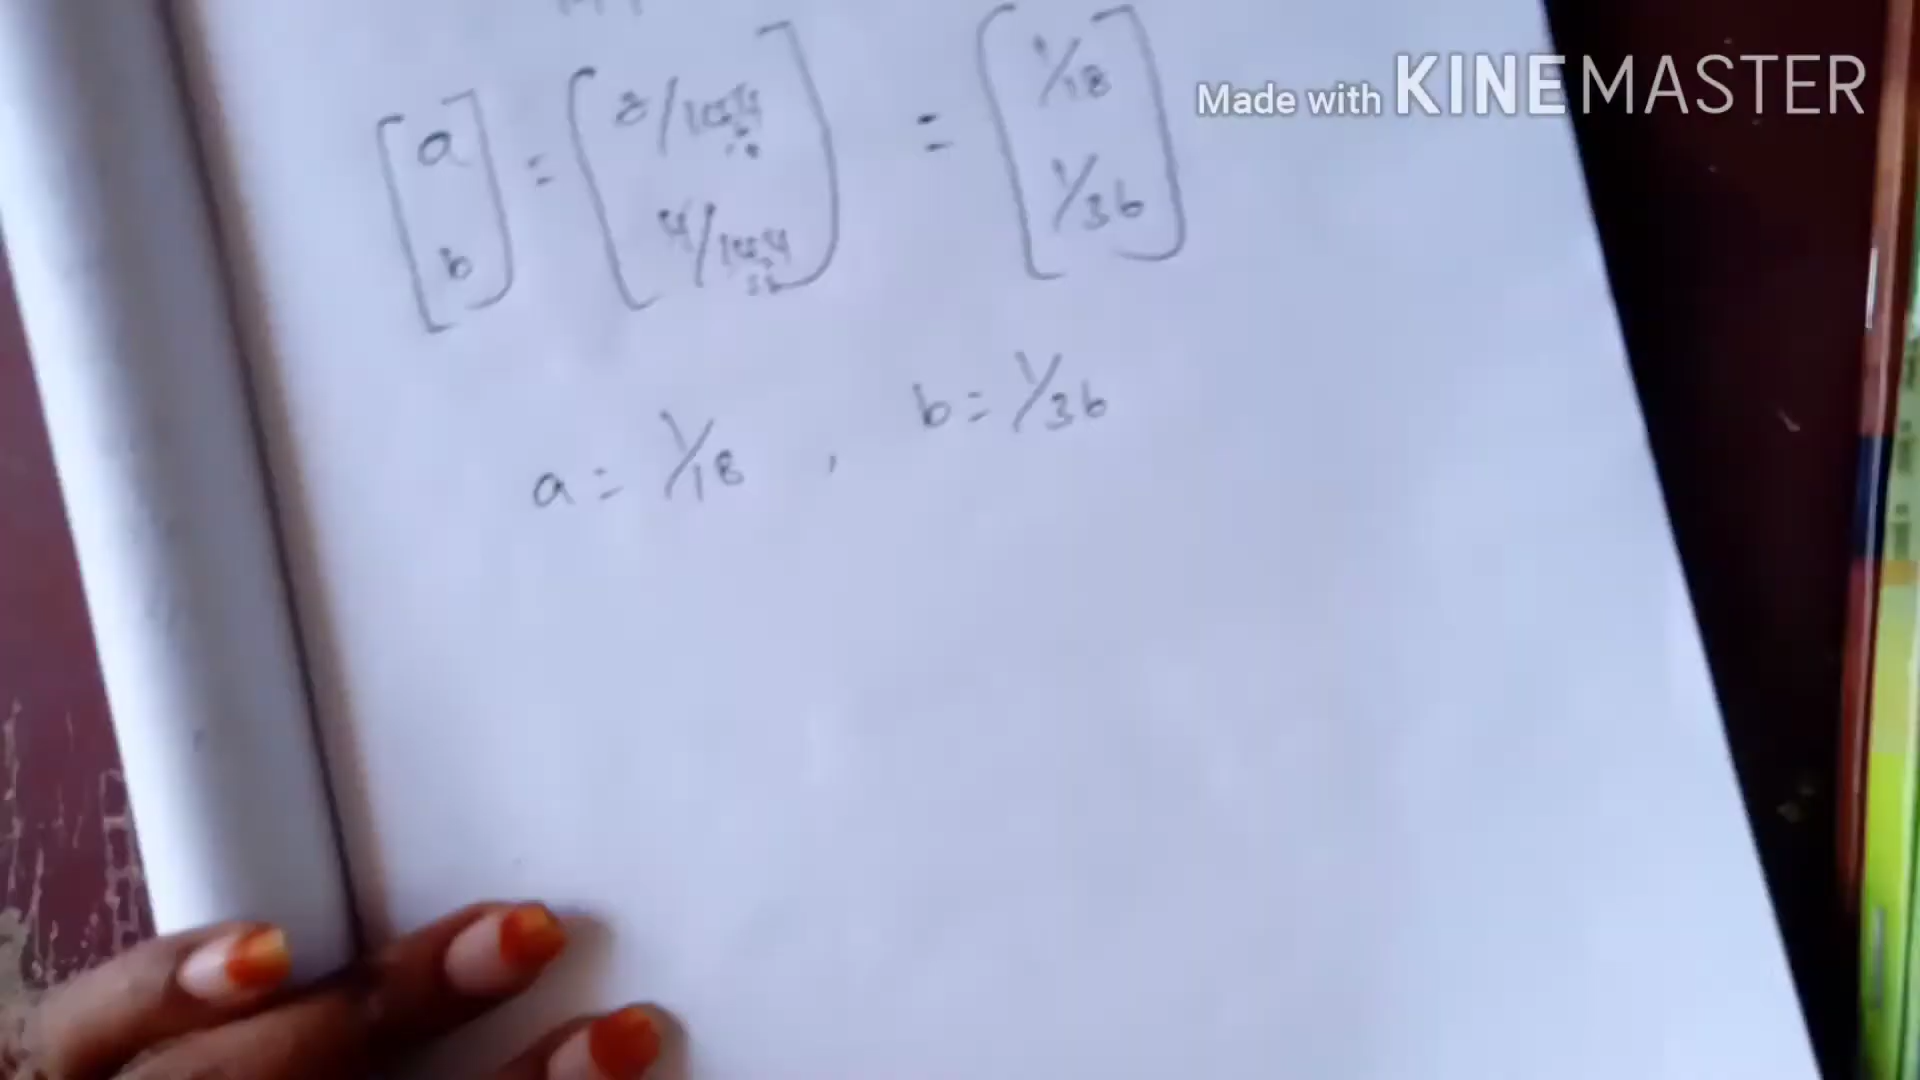 Made with KINEMASTER
[a b] = [8/144 4/144] = [1/18 1/36]
a = 1/18 , b = 1/36